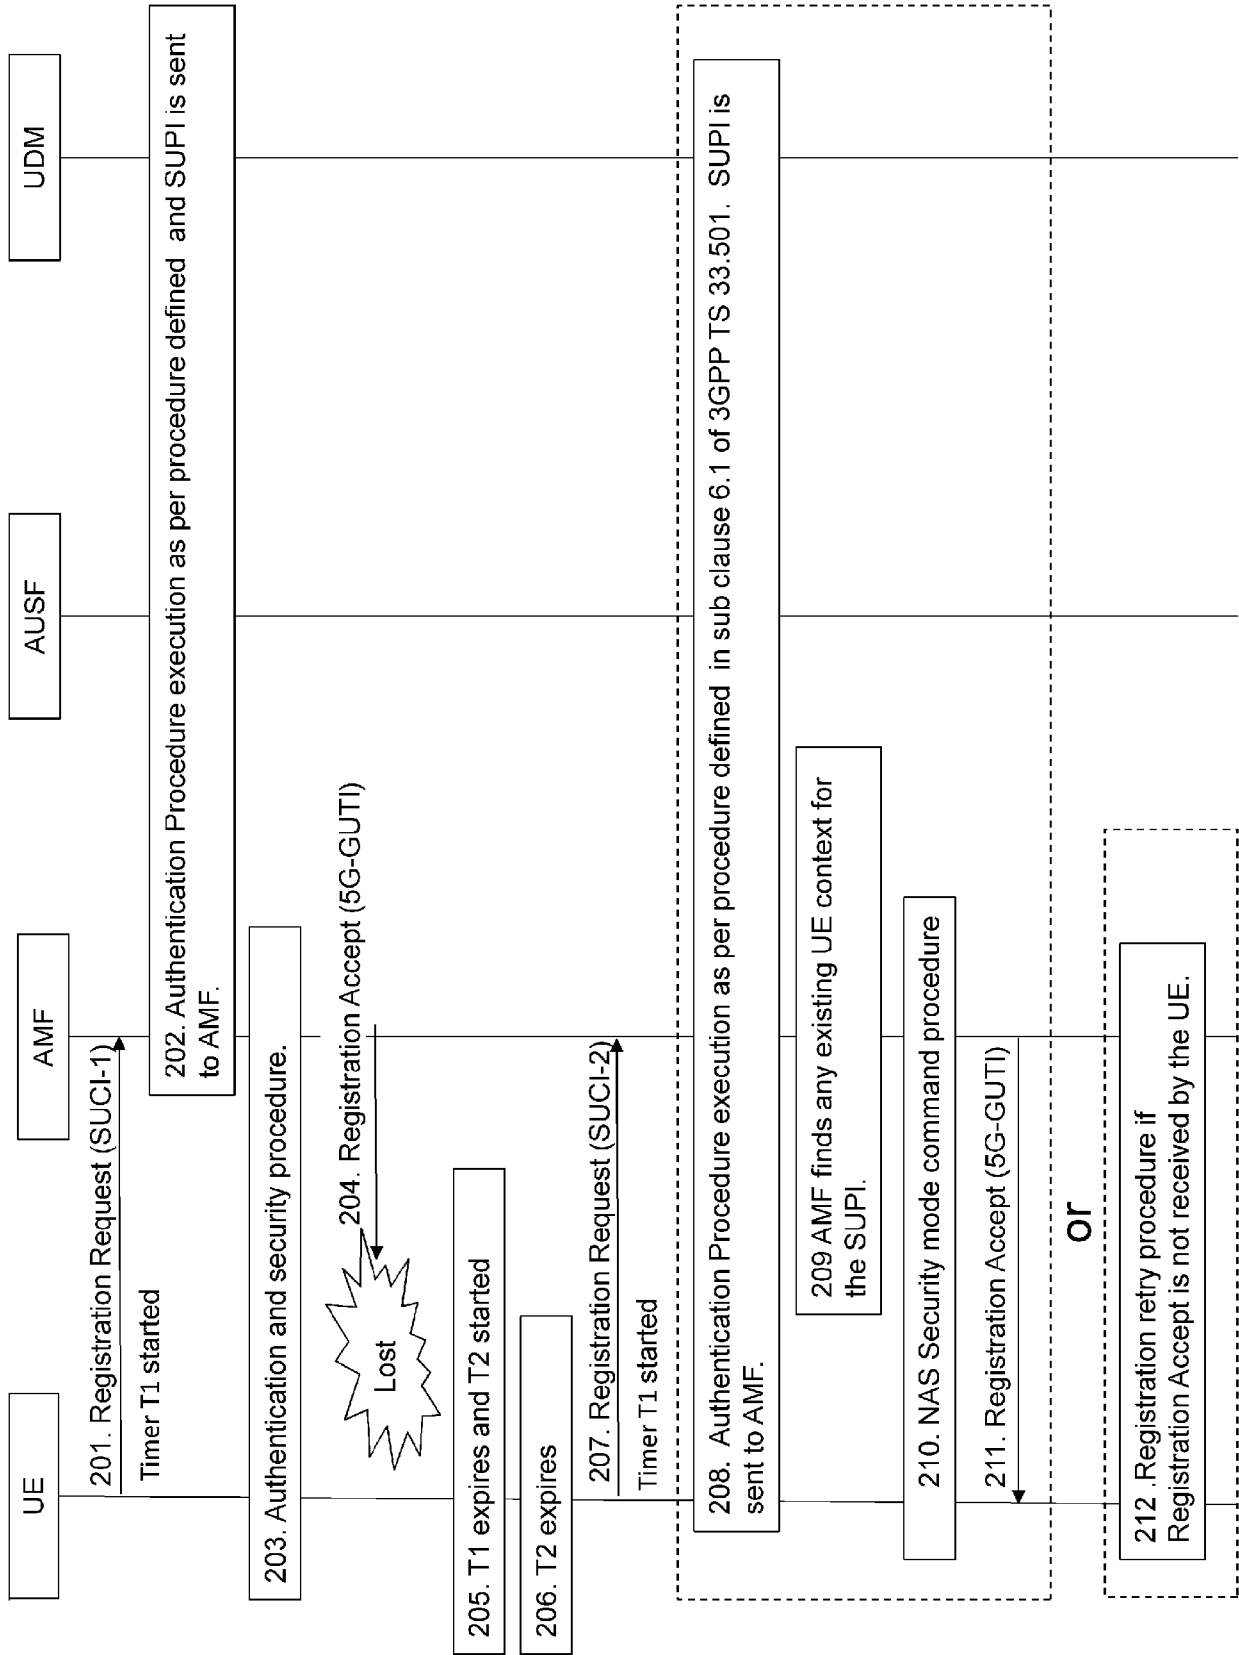 UE
AMF
AUSF
UDM
201. Registration Request (SUCI-1)
Timer T1 started
202. Authentication Procedure execution as per procedure defined and SUPI is sent
to AMF.
203. Authentication and security procedure.
204. Registration Accept (5G-GUTI)
Lost
205. T1 expires and T2 started
206. T2 expires
207. Registration Request (SUCI-2)
Timer T1 started
208. Authentication Procedure execution as per procedure defined in sub clause 6.1 of 3GPP TS 33.501. SUPI is
sent to AMF.
209 AMF finds any existing UE context for
the SUPI.
210. NAS Security mode command procedure
211. Registration Accept (5G-GUTI)
or
212 .Registration retry procedure if
Registration Accept is not received by the UE.